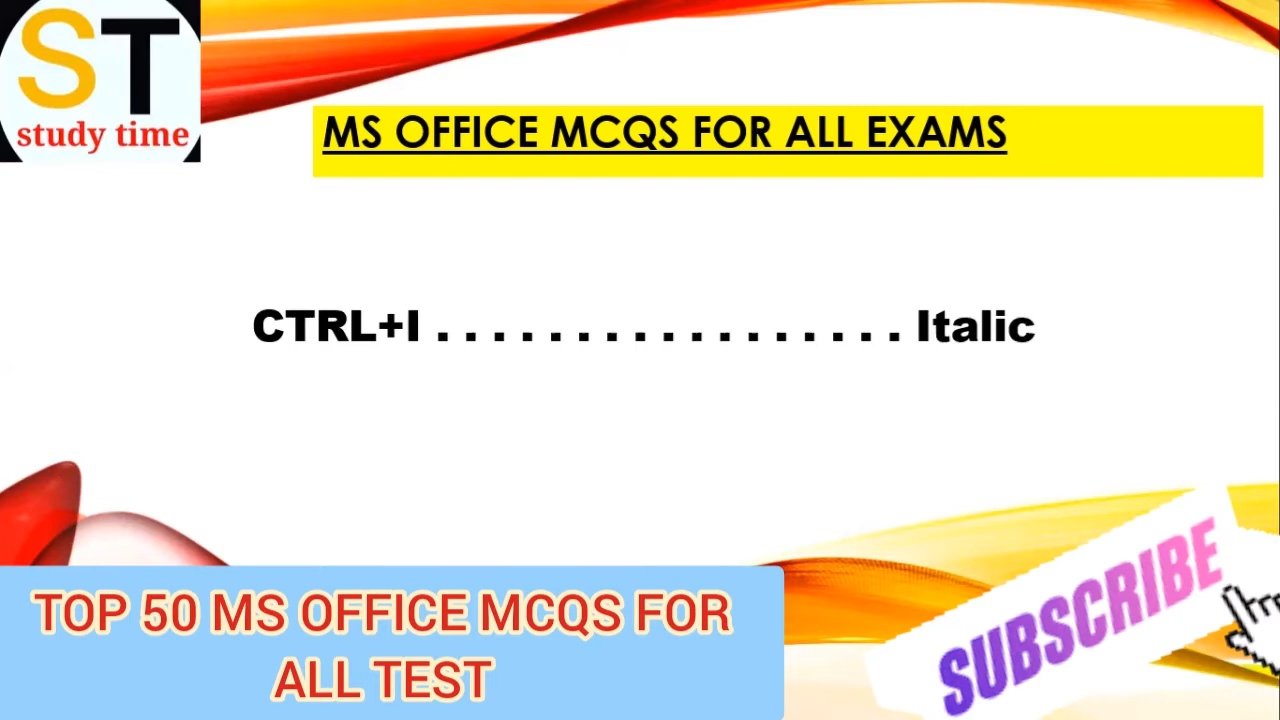 ST
study time
MS OFFICE MCQS FOR ALL EXAMS
CTRL+I . . . . . . . . . . . . . . . . . Italic
TOP 50 MS OFFICE MCQS FOR
ALL TEST
SUBSCRIBE